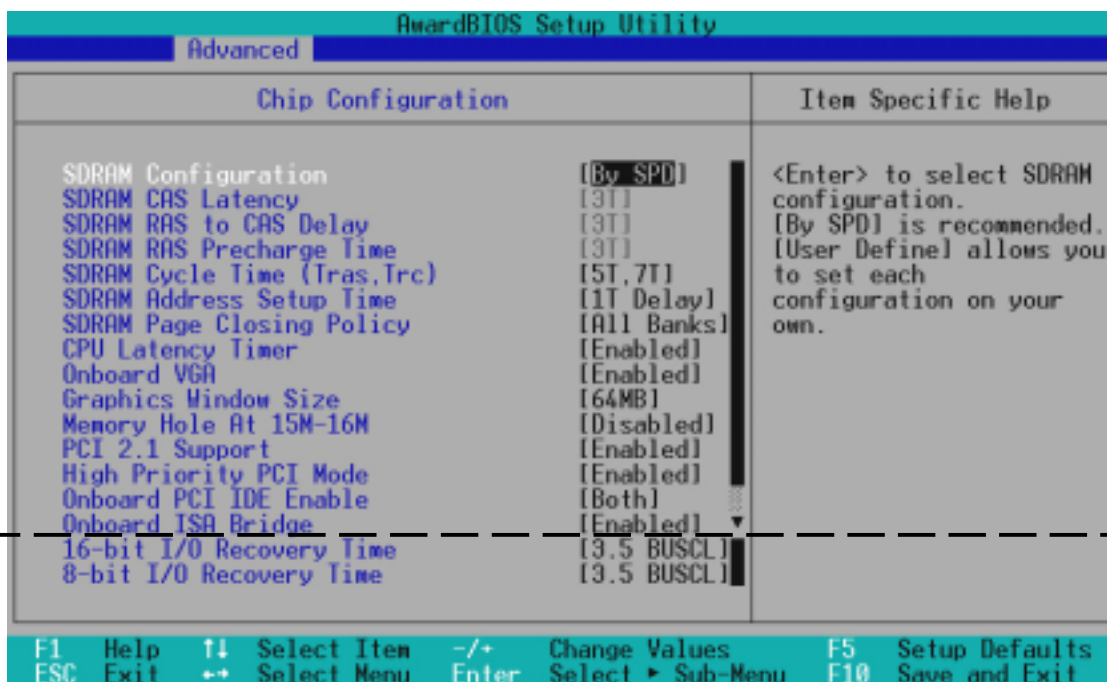 AwardBIOS Setup Utility
Advanced
Chip Configuration
Item Specific Help
SDRAM Configuration [By SPD]
SDRAM CAS Latency [3T]
SDRAM RAS to CAS Delay [3T]
SDRAM RAS Precharge Time [3T]
SDRAM Cycle Time (Tras,Trc) [5T,7T]
SDRAM Address Setup Time [1T Delay]
SDRAM Page Closing Policy [All Banks]
CPU Latency Timer [Enabled]
Onboard VGA [Enabled]
Graphics Window Size [64MB]
Memory Hole At 15M-16M [Disabled]
PCI 2.1 Support [Enabled]
High Priority PCI Mode [Enabled]
Onboard PCI IDE Enable [Both]
Onboard ISA Bridge [Enabled]
16-bit I/O Recovery Time [3.5 BUSCL]
8-bit I/O Recovery Time [3.5 BUSCL]
<Enter> to select SDRAM
configuration.
[By SPD] is recommended.
[User Define] allows you
to set each
configuration on your
own.
F1 Help ↑↓ Select Item -/+ Change Values F5 Setup Defaults
ESC Exit ←→ Select Menu Enter Select ► Sub-Menu F10 Save and Exit